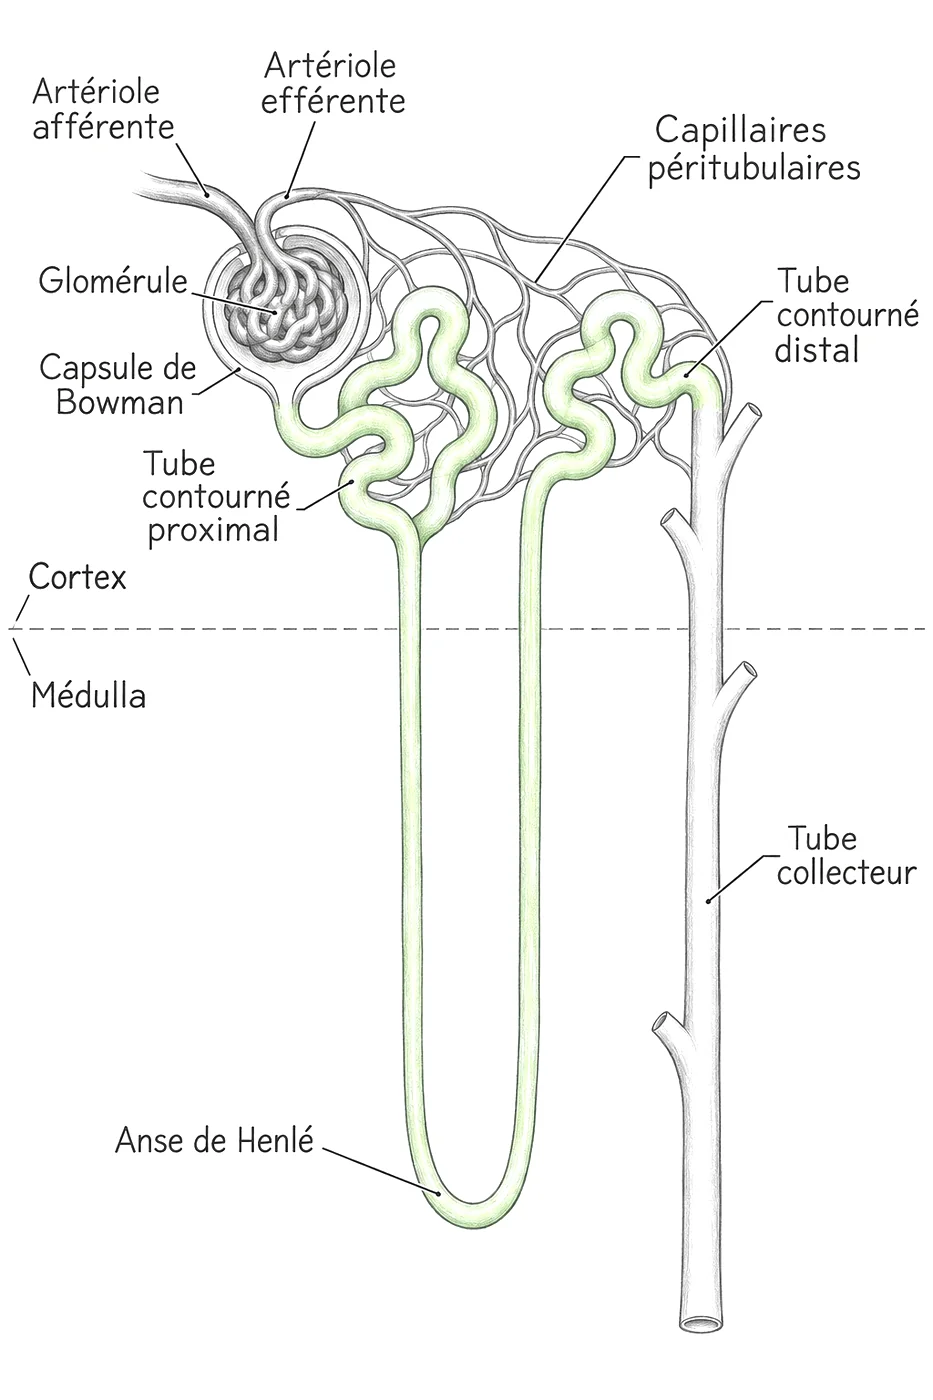 Artériole
afférente
Artériole
efférente
Capillaires
péritubulaires
Glomérule
Tube
contourné
distal
Capsule de
Bowman
Tube
contourné
proximal
Cortex
Médulla
Tube
collecteur
Anse de Henlé